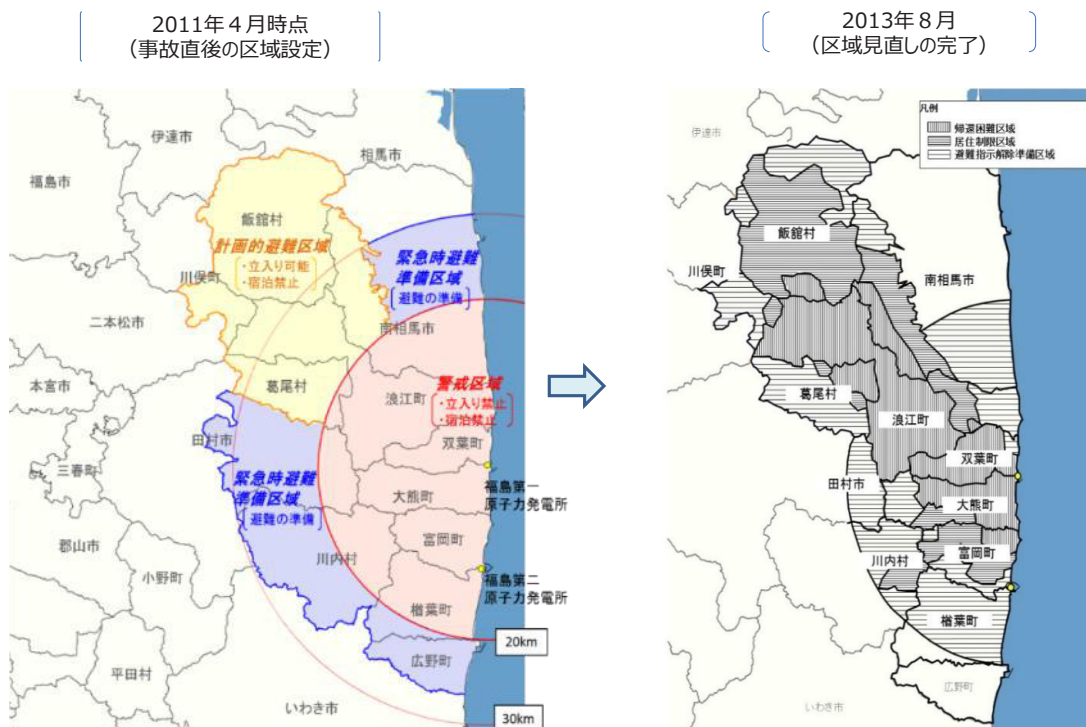 2011年４月時点
（事故直後の区域設定）
2013年８月
（区域見直しの完了）
伊達市
相馬市
福島市
飯舘村
計画的避難区域
・立入り可能
・宿泊禁止
緊急時避難
準備区域
避難の準備
川俣町
二本松市
南相馬市
本宮市
葛尾村
浪江町
警戒区域
・立入り禁止
・宿泊禁止
田村市
双葉町
三春町
緊急時避難
準備区域
避難の準備
大熊町
福島第一
原子力発電所
郡山市
富岡町
川内村
小野町
福島第二
原子力発電所
楢葉町
20km
広野町
平田村
いわき市
30km
凡例
帰還困難区域
居住制限区域
避難指示解除準備区域
伊達市
飯舘村
川俣町
南相馬市
葛尾村
浪江町
双葉町
田村市
大熊町
川内村
富岡町
楢葉町
広野町
いわき市